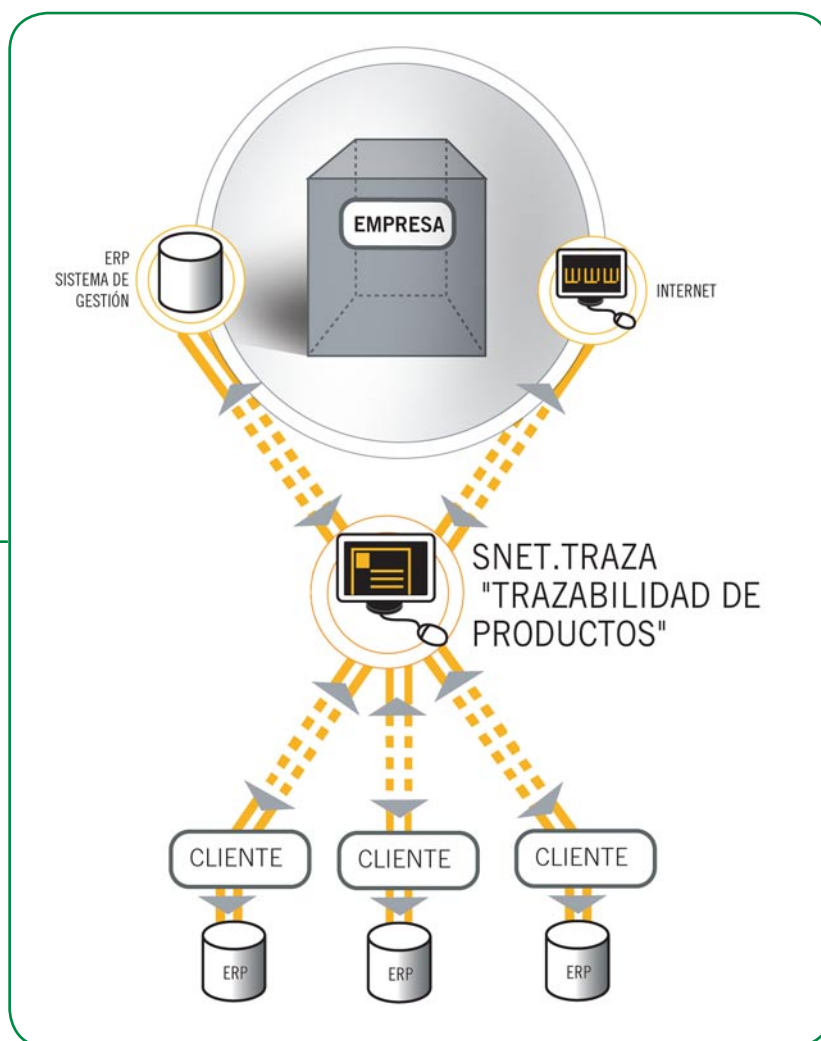 EMPRESA
ERP
SISTEMA DE
GESTIÓN
WWW
INTERNET
SNET.TRAZA
"TRAZABILIDAD DE
PRODUCTOS"
CLIENTE
CLIENTE
CLIENTE
ERP
ERP
ERP